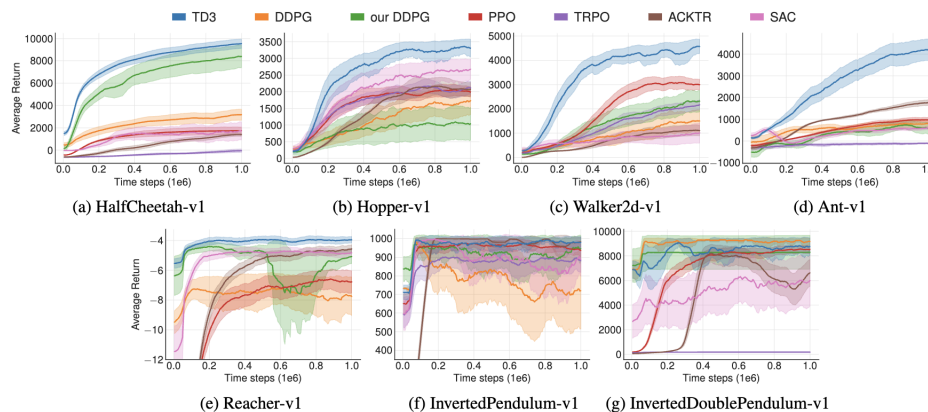 TD3 DDPG our DDPG PPO TRPO ACKTR SAC
Average Return
10000
8000
6000
4000
2000
0
0.0 0.2 0.4 0.6 0.8 1.0
Time steps (1e6)
(a) HalfCheetah-v1
3500
3000
2500
2000
1500
1000
500
0
0.0 0.2 0.4 0.6 0.8 1.0
Time steps (1e6)
(b) Hopper-v1
5000
4000
3000
2000
1000
0
0.0 0.2 0.4 0.6 0.8 1.0
Time steps (1e6)
(c) Walker2d-v1
4000
2000
0
−1000
0.0 0.2 0.4 0.6 0.8 1.0
Time steps (1e6)
(d) Ant-v1
Average Return
−4
−6
−8
−10
−12
0.0 0.2 0.4 0.6 0.8 1.0
Time steps (1e6)
(e) Reacher-v1
1000
900
800
700
600
500
400
0.0 0.2 0.4 0.6 0.8 1.0
Time steps (1e6)
(f) InvertedPendulum-v1
10000
8000
6000
4000
2000
0
0.0 0.2 0.4 0.6 0.8 1.0
Time steps (1e6)
(g) InvertedDoublePendulum-v1